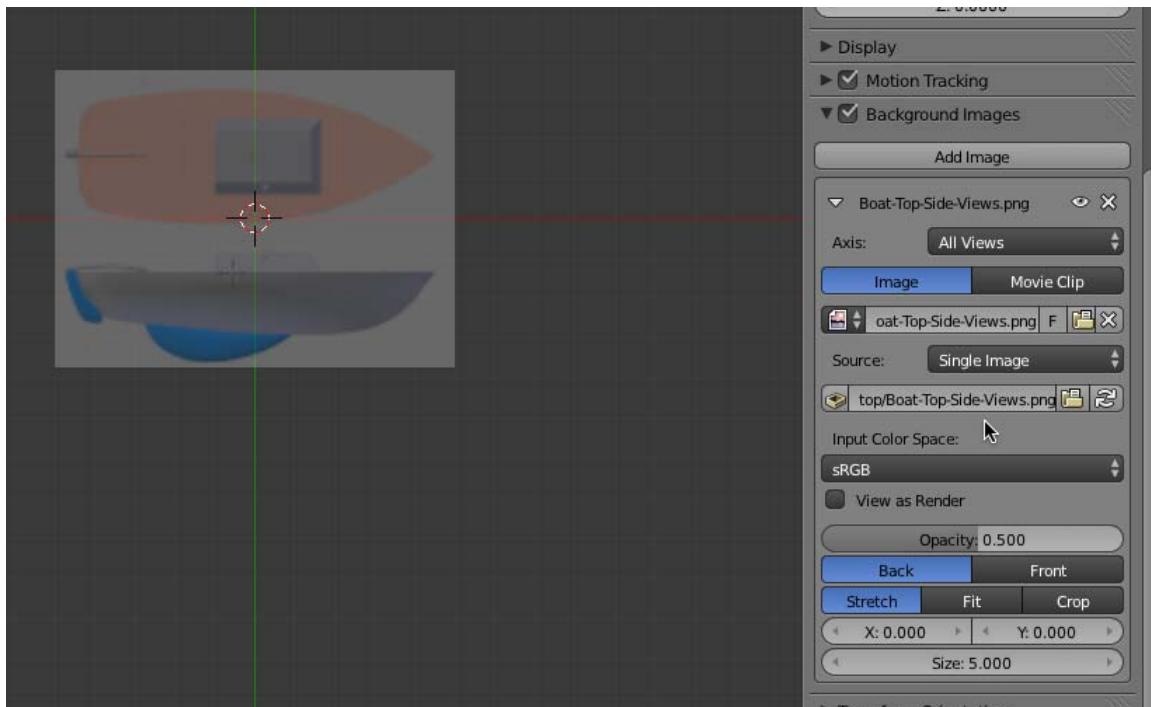 Z: 0.0000
Display
Motion Tracking
Background Images
Add Image
Boat-Top-Side-Views.png
Axis: All Views
Image Movie Clip
oat-Top-Side-Views.png F
Source: Single Image
top/Boat-Top-Side-Views.png
Input Color Space:
sRGB
View as Render
Opacity: 0.500
Back Front
Stretch Fit Crop
X: 0.000 Y: 0.000
Size: 5.000